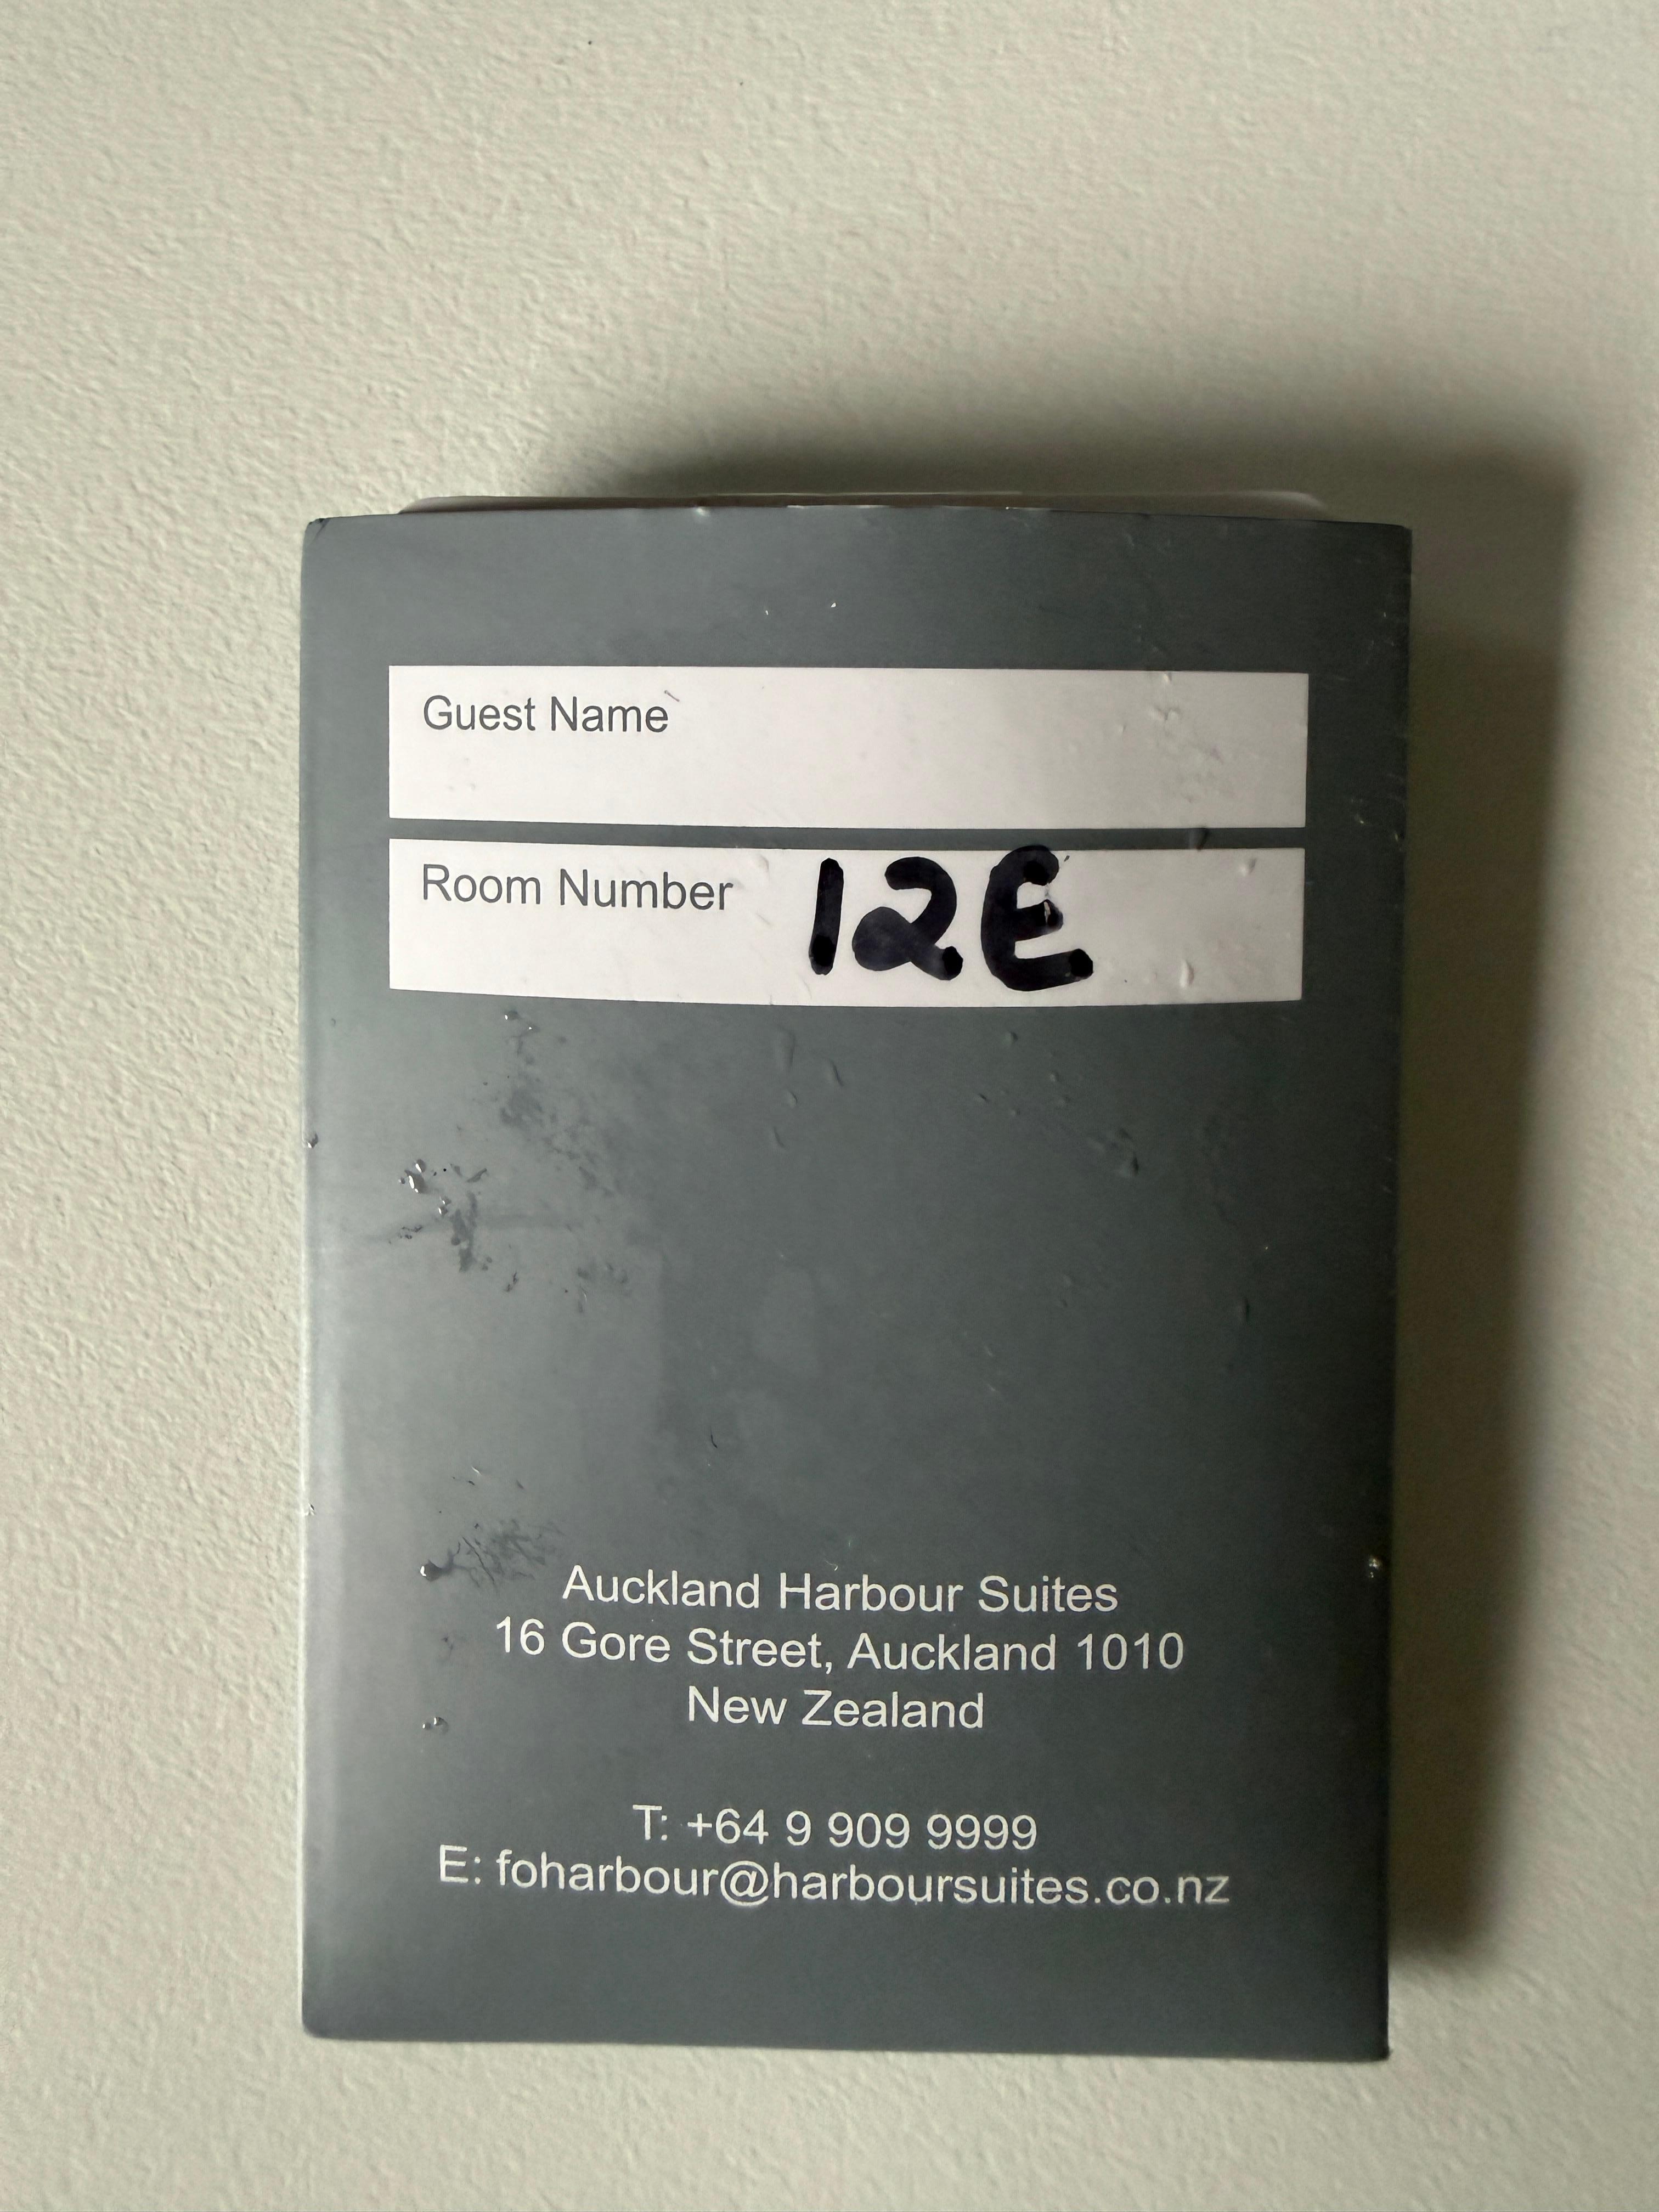 Guest Name
Room Number 12E
Auckland Harbour Suites
16 Gore Street, Auckland 1010
New Zealand
T: +64 9 909 9999
E: foharbour@harboursuites.co.nz